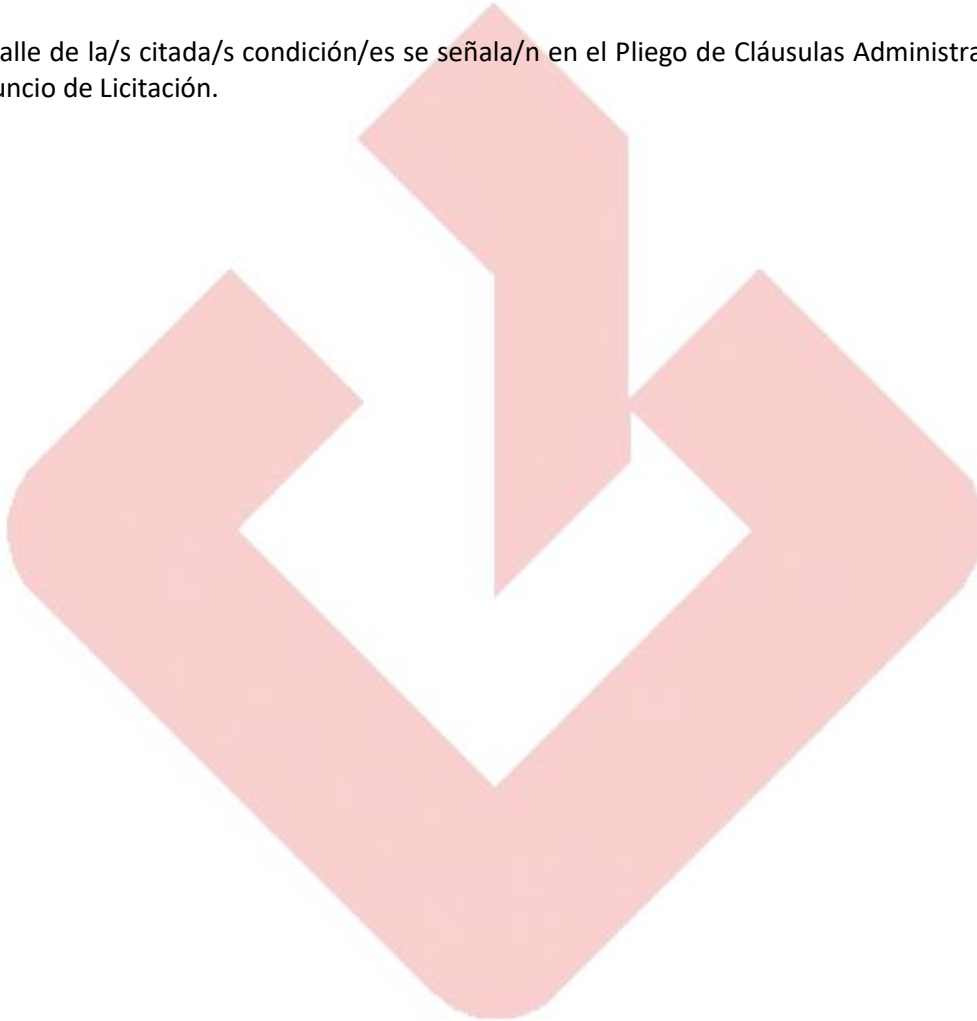 alle de la/s citada/s condición/es se señala/n en el Pliego de Cláusulas Administra
uncio de Licitación.